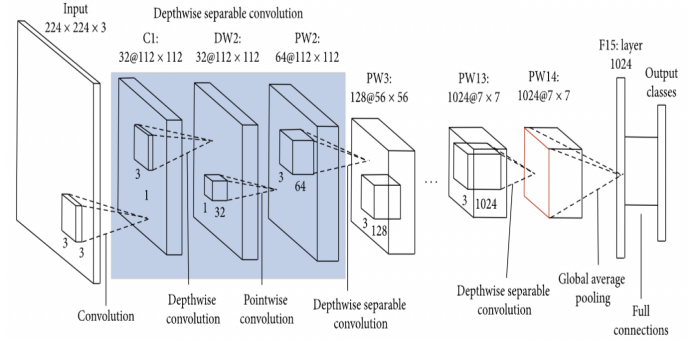 Input
224 × 224 × 3
Depthwise separable convolution
C1:
32@112 × 112
DW2:
32@112 × 112
PW2:
64@112 × 112
PW3:
128@56 × 56
PW13:
1024@7 × 7
PW14:
1024@7 × 7
F15: layer
1024
Output
classes
3
3
3
1
1
32
3
64
3
128
...
3
1024
Convolution
Depthwise
convolution
Pointwise
convolution
Depthwise separable
convolution
Depthwise separable
convolution
Global average
pooling
Full
connections